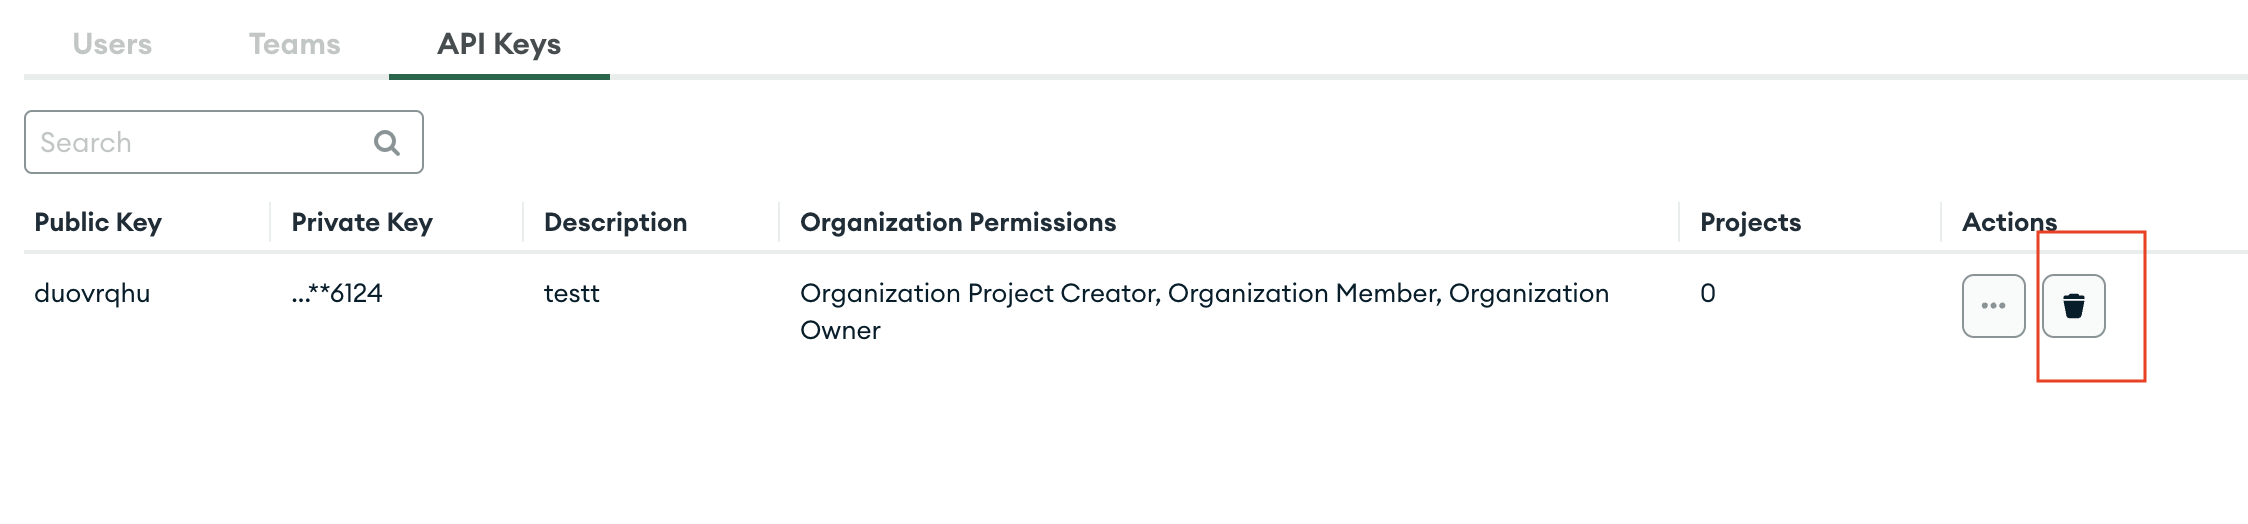 Users Teams API Keys
Search
Public Key Private Key Description Organization Permissions Projects Actions
duovrqhu ...**6124 testt Organization Project Creator, Organization Member, Organization 0
Owner